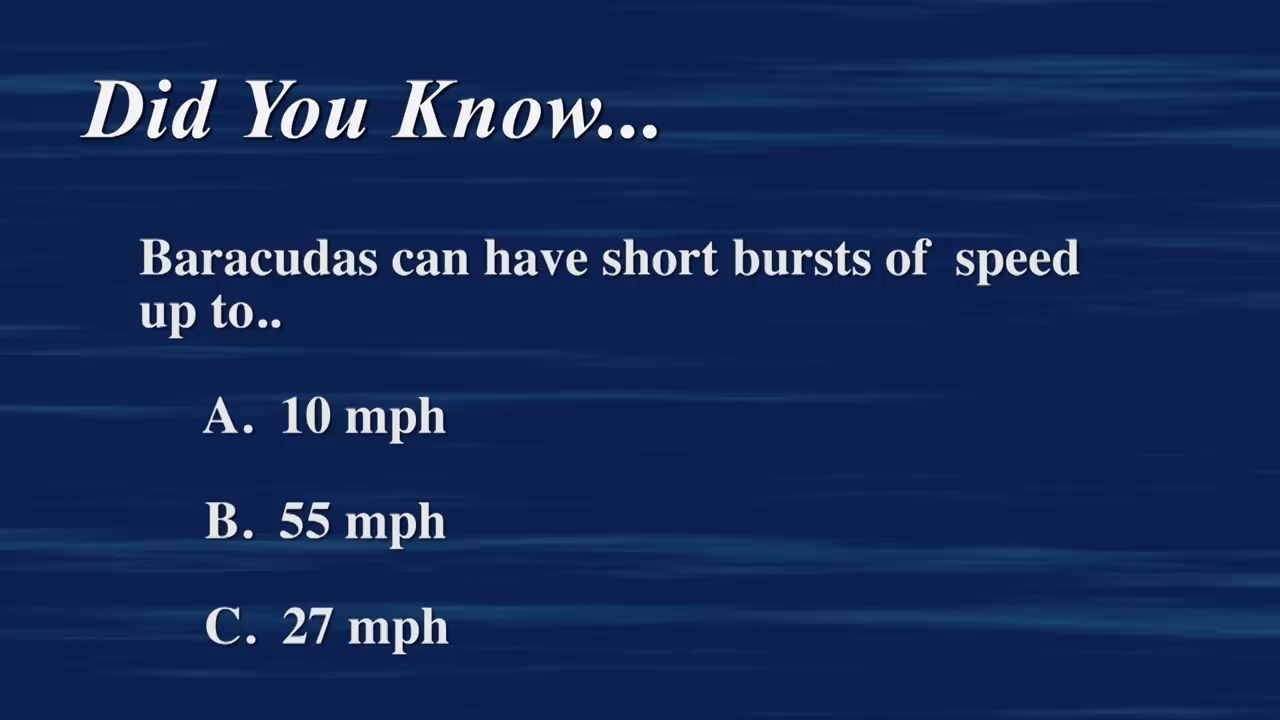 Did You Know...
Baracudas can have short bursts of  speed
up to..
A.  10 mph
B.  55 mph
C.  27 mph